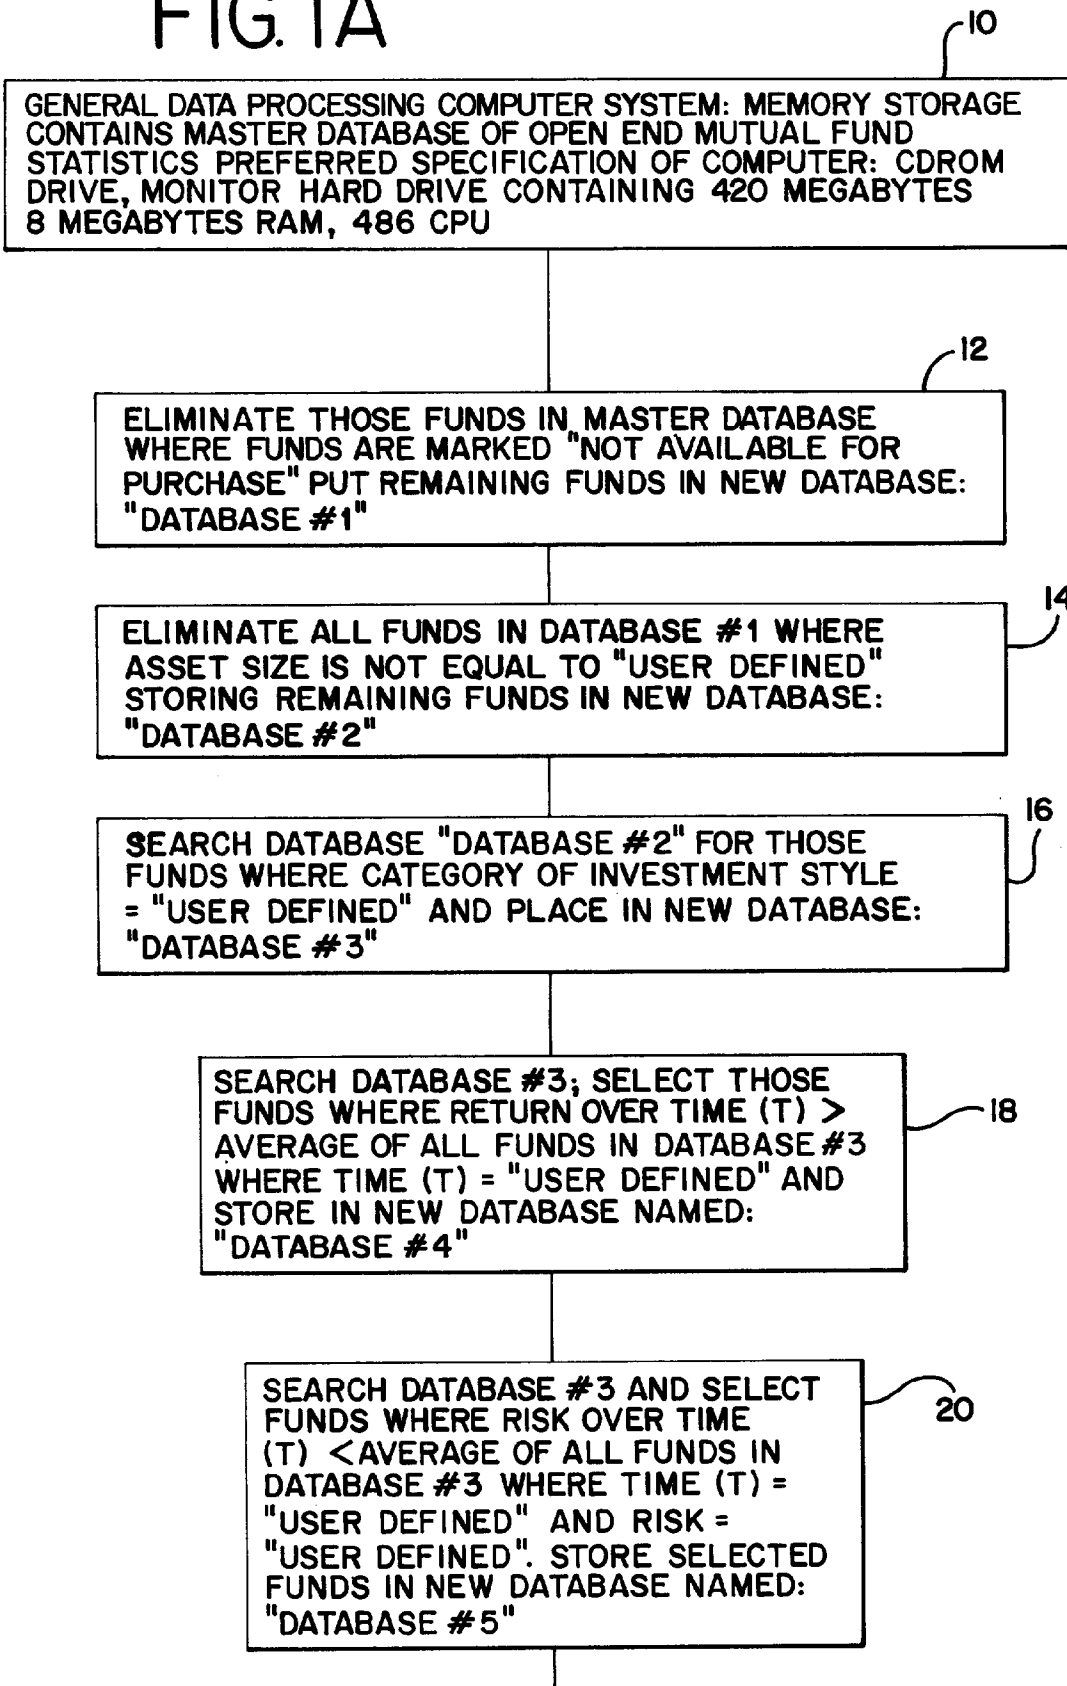 FIG. 1A
10
GENERAL DATA PROCESSING COMPUTER SYSTEM: MEMORY STORAGE
CONTAINS MASTER DATABASE OF OPEN END MUTUAL FUND
STATISTICS PREFERRED SPECIFICATION OF COMPUTER: CDROM
DRIVE, MONITOR HARD DRIVE CONTAINING 420 MEGABYTES
8 MEGABYTES RAM, 486 CPU
12
ELIMINATE THOSE FUNDS IN MASTER DATABASE
WHERE FUNDS ARE MARKED "NOT AVAILABLE FOR
PURCHASE" PUT REMAINING FUNDS IN NEW DATABASE:
"DATABASE #1"
14
ELIMINATE ALL FUNDS IN DATABASE #1 WHERE
ASSET SIZE IS NOT EQUAL TO "USER DEFINED"
STORING REMAINING FUNDS IN NEW DATABASE:
"DATABASE #2"
16
SEARCH DATABASE "DATABASE #2" FOR THOSE
FUNDS WHERE CATEGORY OF INVESTMENT STYLE
= "USER DEFINED" AND PLACE IN NEW DATABASE:
"DATABASE #3"
18
SEARCH DATABASE #3; SELECT THOSE
FUNDS WHERE RETURN OVER TIME (T) >
AVERAGE OF ALL FUNDS IN DATABASE #3
WHERE TIME (T) = "USER DEFINED" AND
STORE IN NEW DATABASE NAMED:
"DATABASE #4"
20
SEARCH DATABASE #3 AND SELECT
FUNDS WHERE RISK OVER TIME
(T) <AVERAGE OF ALL FUNDS IN
DATABASE #3 WHERE TIME (T) =
"USER DEFINED" AND RISK =
"USER DEFINED". STORE SELECTED
FUNDS IN NEW DATABASE NAMED:
"DATABASE #5"